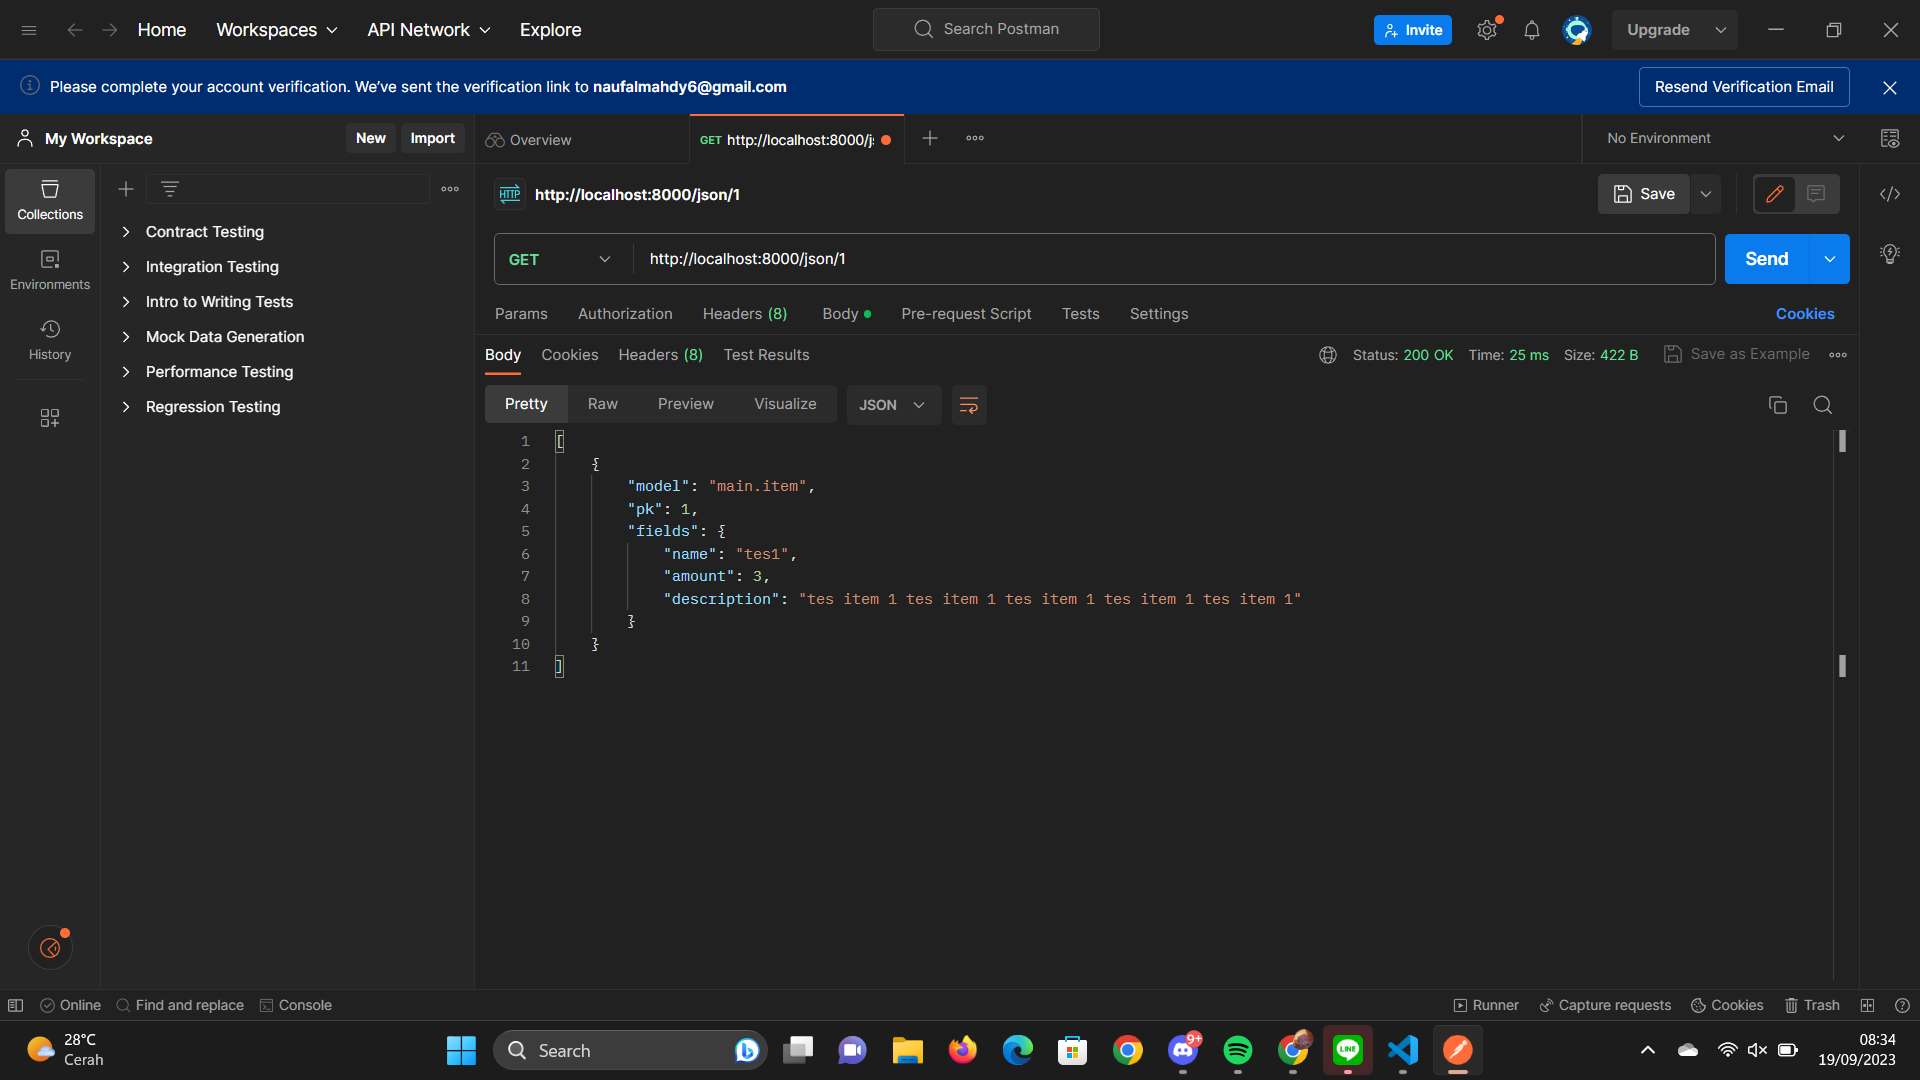 Home Workspaces API Network Explore Search Postman Invite Upgrade
Please complete your account verification. We've sent the verification link to naufalmahdy6@gmail.com Resend Verification Email
My Workspace New Import Overview GET http://localhost:8000/j No Environment
Collections
Environments
History
Contract Testing
Integration Testing
Intro to Writing Tests
Mock Data Generation
Performance Testing
Regression Testing
HTTP http://localhost:8000/json/1 Save
GET http://localhost:8000/json/1 Send
Params Authorization Headers (8) Body Pre-request Script Tests Settings Cookies
Body Cookies Headers (8) Test Results Status: 200 OK Time: 25 ms Size: 422 B Save as Example
Pretty Raw Preview Visualize JSON
1 [
2 {
3 "model": "main.item",
4 "pk": 1,
5 "fields": {
6 "name": "tes1",
7 "amount": 3,
8 "description": "tes item 1 tes item 1 tes item 1 tes item 1 tes item 1"
9 }
10 }
11 ]
Online Find and replace Console Runner Capture requests Cookies Trash
28°C
Cerah
Search
9+
LINE
08:34
19/09/2023